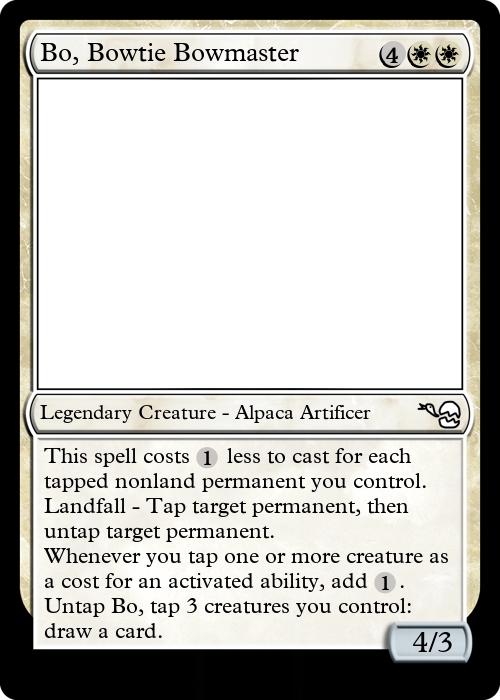 Bo, Bowtie Bowmaster 4
Legendary Creature - Alpaca Artificer
This spell costs 1 less to cast for each
tapped nonland permanent you control.
Landfall - Tap target permanent, then
untap target permanent.
Whenever you tap one or more creature as
a cost for an activated ability, add 1 .
Untap Bo, tap 3 creatures you control:
draw a card.
4/3